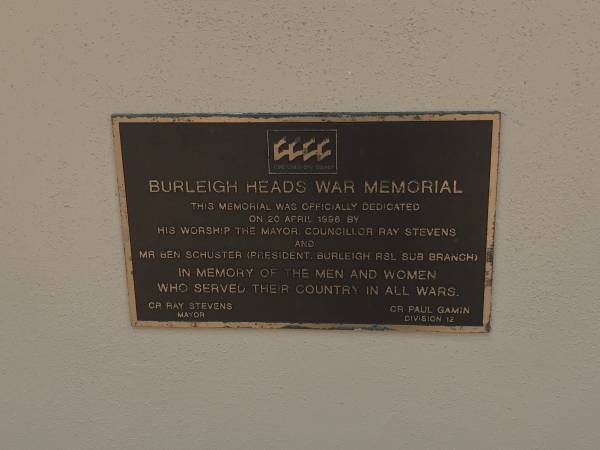 BURLEIGH HEADS WAR MEMORIAL
THIS MEMORIAL WAS OFFICIALLY DEDICATED
ON 20 APRIL 1996 BY
HIS WORSHIP THE MAYOR, COUNCILLOR RAY STEVENS
AND
MR BEN SCHUSTER (PRESIDENT, BURLEIGH RSL SUB BRANCH)
IN MEMORY OF THE MEN AND WOMEN
WHO SERVED THEIR COUNTRY IN ALL WARS.
CR RAY STEVENS
MAYOR
CR PAUL GAMIN
DIVISION 12